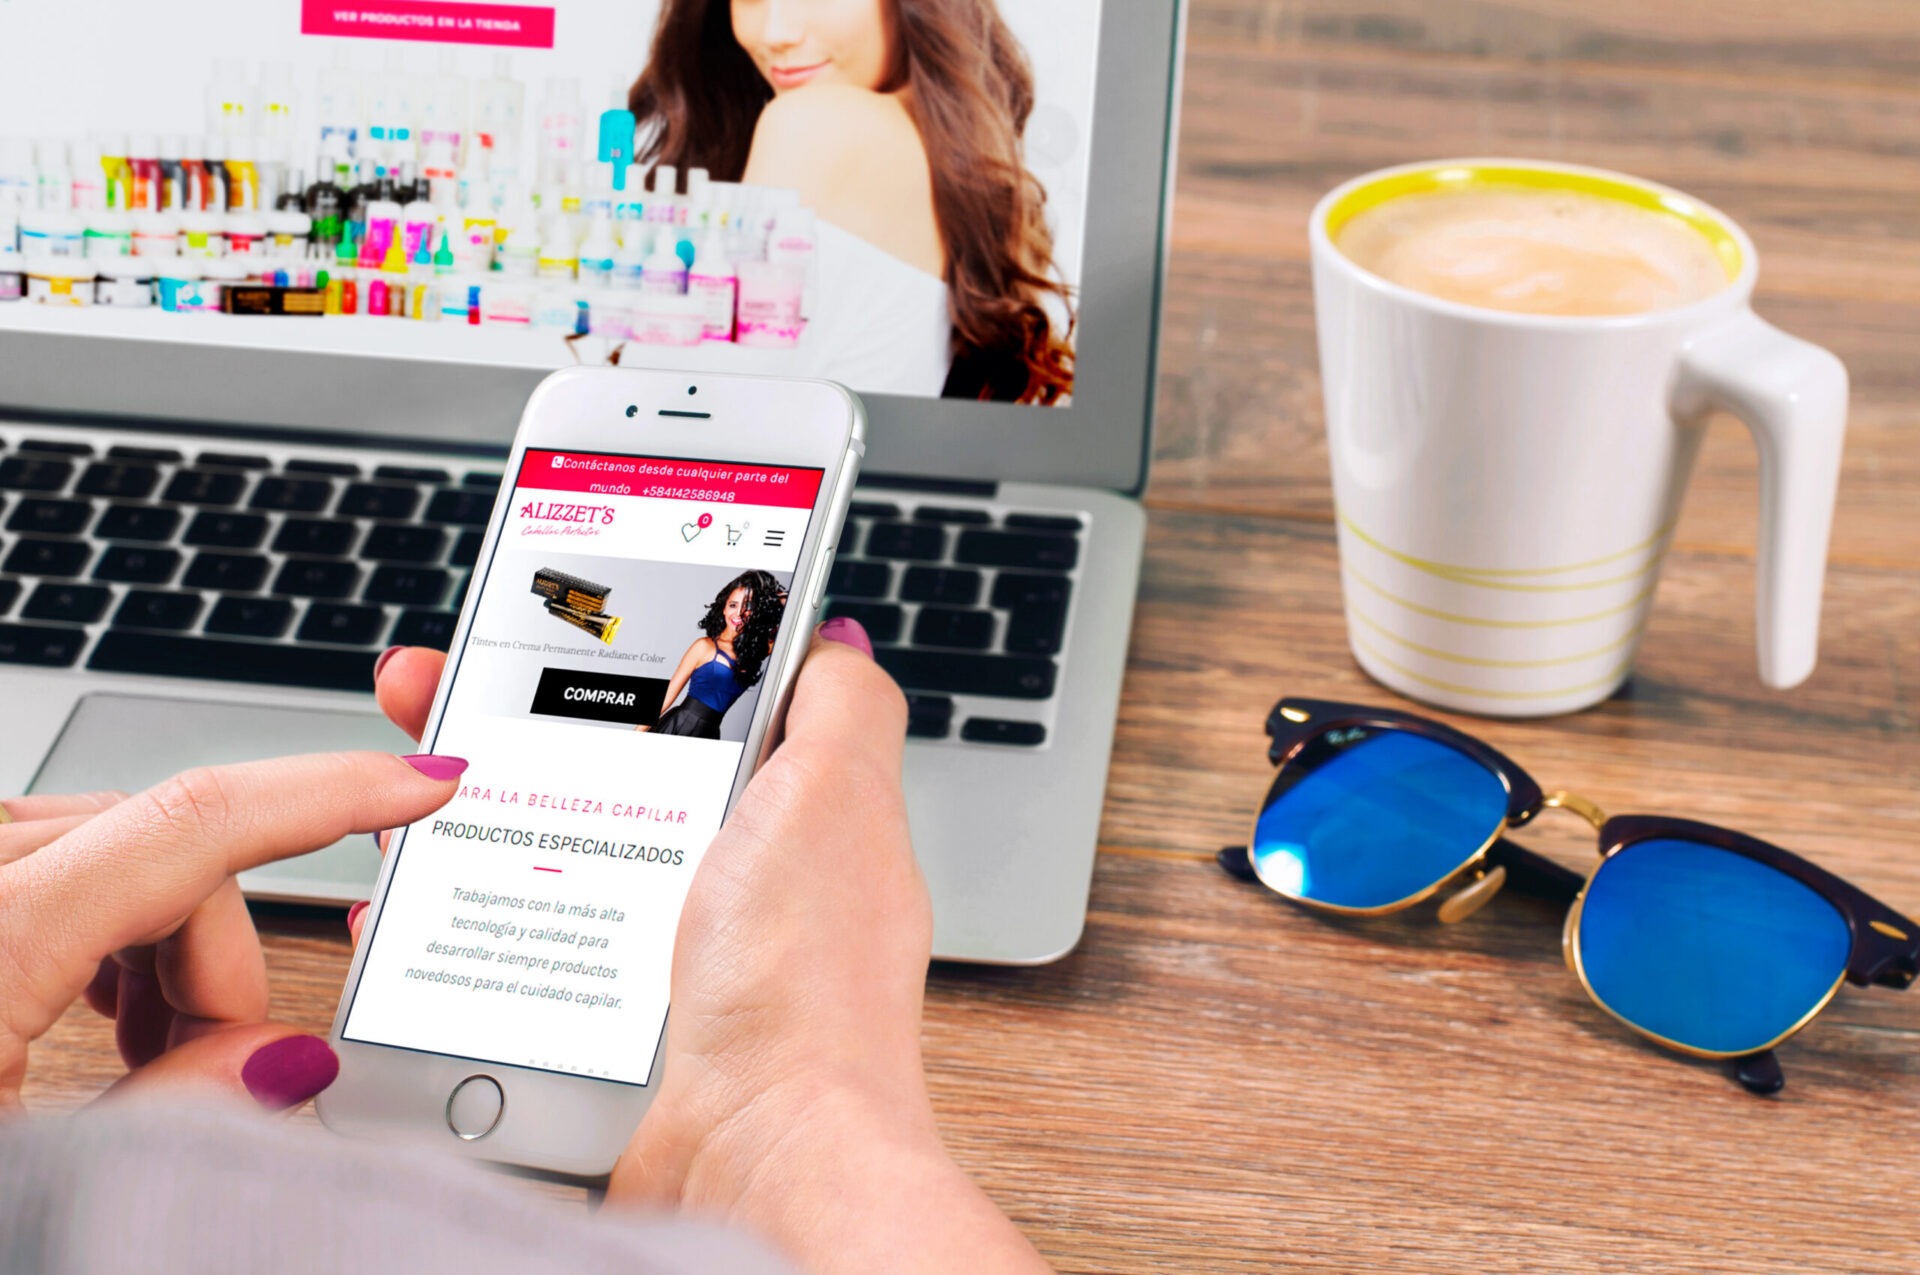 VER PRODUCTOS EN LA TIENDA
Contáctanos desde cualquier parte del
mundo +584142586948
ALIZZET'S
Cabellos Perfectos
0
0
ALIZZET'S
Tintes en Crema Permanente Radiance Color
COMPRAR
ARA LA BELLEZA CAPILAR
PRODUCTOS ESPECIALIZADOS
Trabajamos con la más alta
tecnología y calidad para
desarrollar siempre productos
novedosos para el cuidado capilar.
Ray-Ban